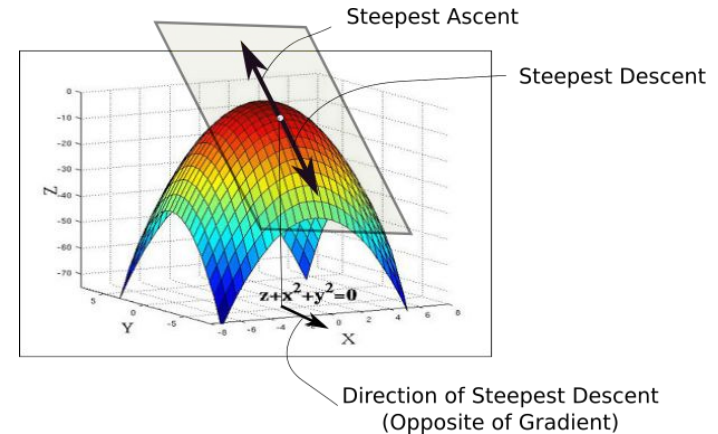 Steepest Ascent
Steepest Descent
0
-10
-20
-30
-40
-50
-60
-70
Z
z+x²+y²=0
5
0
-5
Y
-8
-6
-4
-2
0
2
4
6
8
X
Direction of Steepest Descent
(Opposite of Gradient)